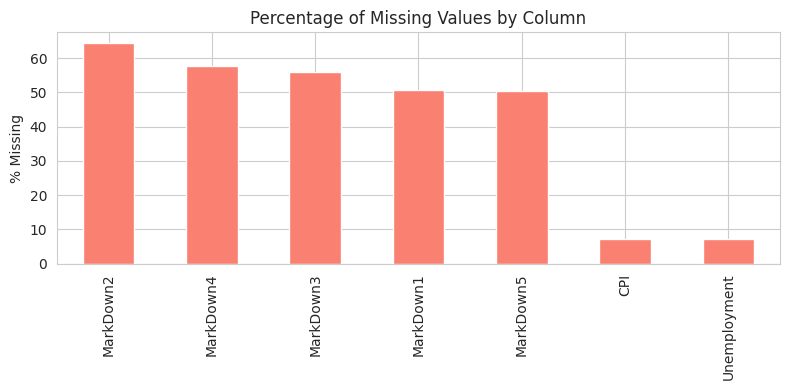 Percentage of Missing Values by Column
% Missing
60
50
40
30
20
10
0
MarkDown2
MarkDown4
MarkDown3
MarkDown1
MarkDown5
CPI
Unemployment